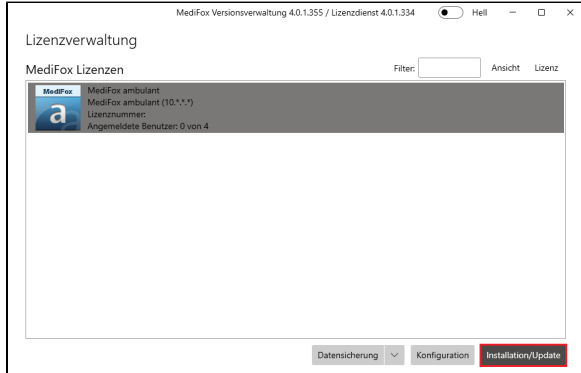 MediFox Versionsverwaltung 4.0.1.355 / Lizenzdienst 4.0.1.334 Hell
Lizenzverwaltung
MediFox Lizenzen Filter: Ansicht Lizenz
MediFox
a
MediFox ambulant
MediFox ambulant (10.*.*.*)
Lizenznummer:
Angemeldete Benutzer: 0 von 4
Datensicherung Konfiguration Installation/Update